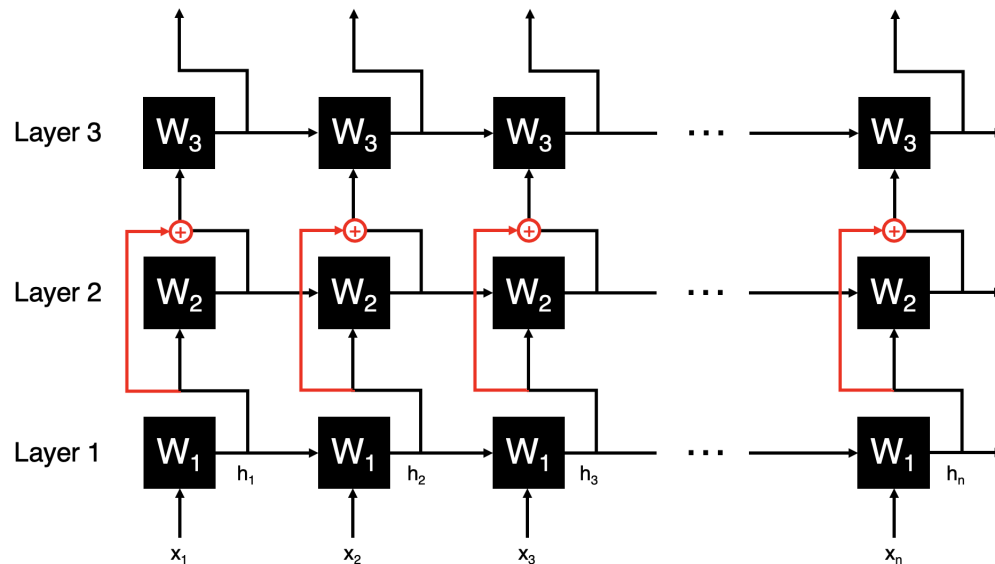 Layer 3 W₃ W₃ W₃ ... W₃
+ + + +
Layer 2 W₂ W₂ W₂ ... W₂
Layer 1 W₁ W₁ W₁ ... W₁
h₁ h₂ h₃ hₙ
x₁ x₂ x₃ xₙ